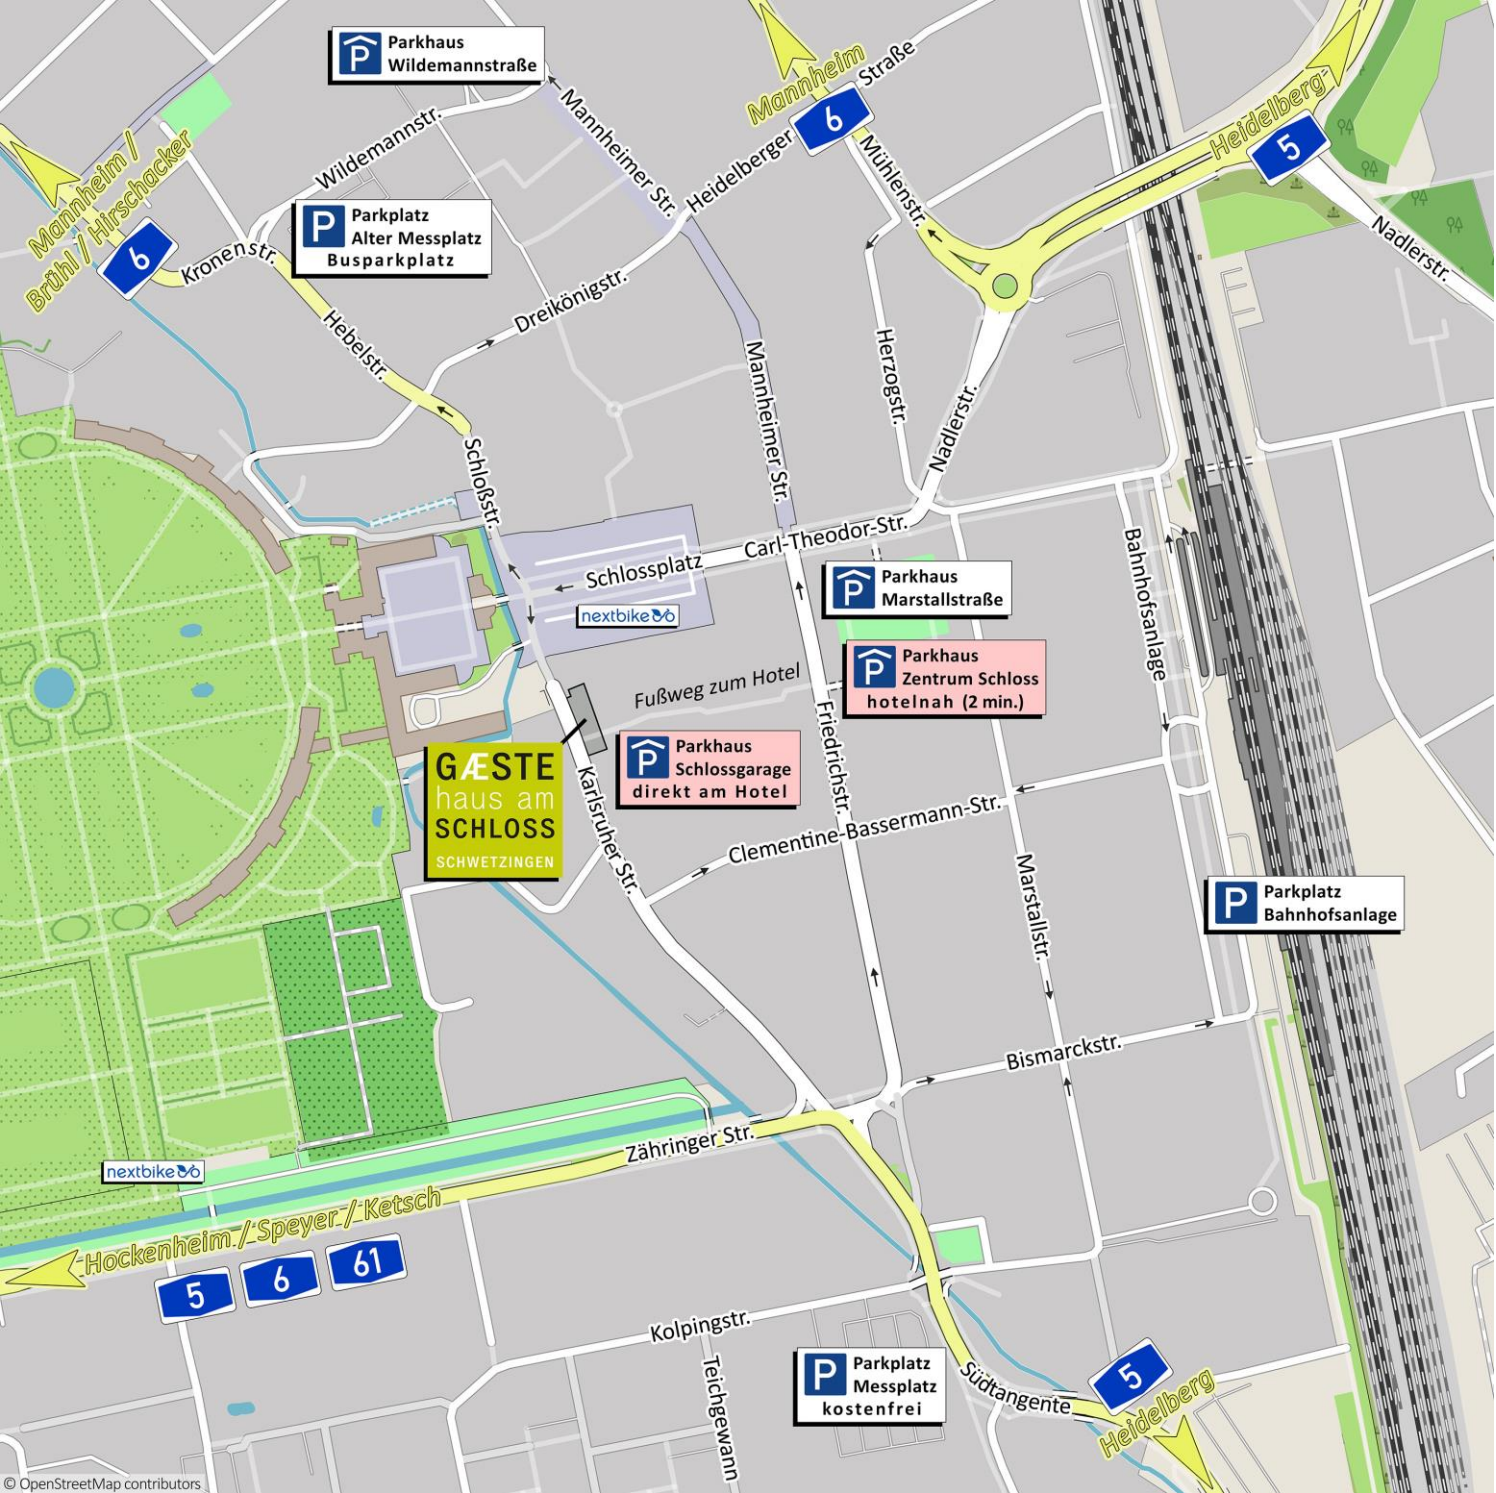 Parkhaus
Wildemannstraße
Mannheim
6
Heidelberger Straße
Heidelberg
5
Mannheim /
Brühl / Hirschacker
6
Wildemannstr.
Mannheimer Str.
Mühlenstr.
Nadlerstr.
Parkplatz
Alter Messplatz
Busparkplatz
Kronenstr.
Dreikönigstr.
Hebelstr.
Mannheimer Str.
Herzogstr.
Nadlerstr.
Schloßstr.
Carl-Theodor-Str.
Schlossplatz
nextbike
Parkhaus
Marstallstraße
Bahnhofsanlage
Parkhaus
Zentrum Schloss
hotelnah (2 min.)
Fußweg zum Hotel
Friedrichstr.
GÆSTE
haus am
SCHLOSS
SCHWETZINGEN
Parkhaus
Schlossgarage
direkt am Hotel
Karlsruher Str.
Clementine-Bassermann-Str.
Marstallstr.
Parkplatz
Bahnhofsanlage
Bismarckstr.
Zähringer Str.
nextbike
Hockenheim / Speyer / Ketsch
5
6
61
Kolpingstr.
Teichgewann
Parkplatz
Messplatz
kostenfrei
Südtangente
5
Heidelberg
© OpenStreetMap contributors